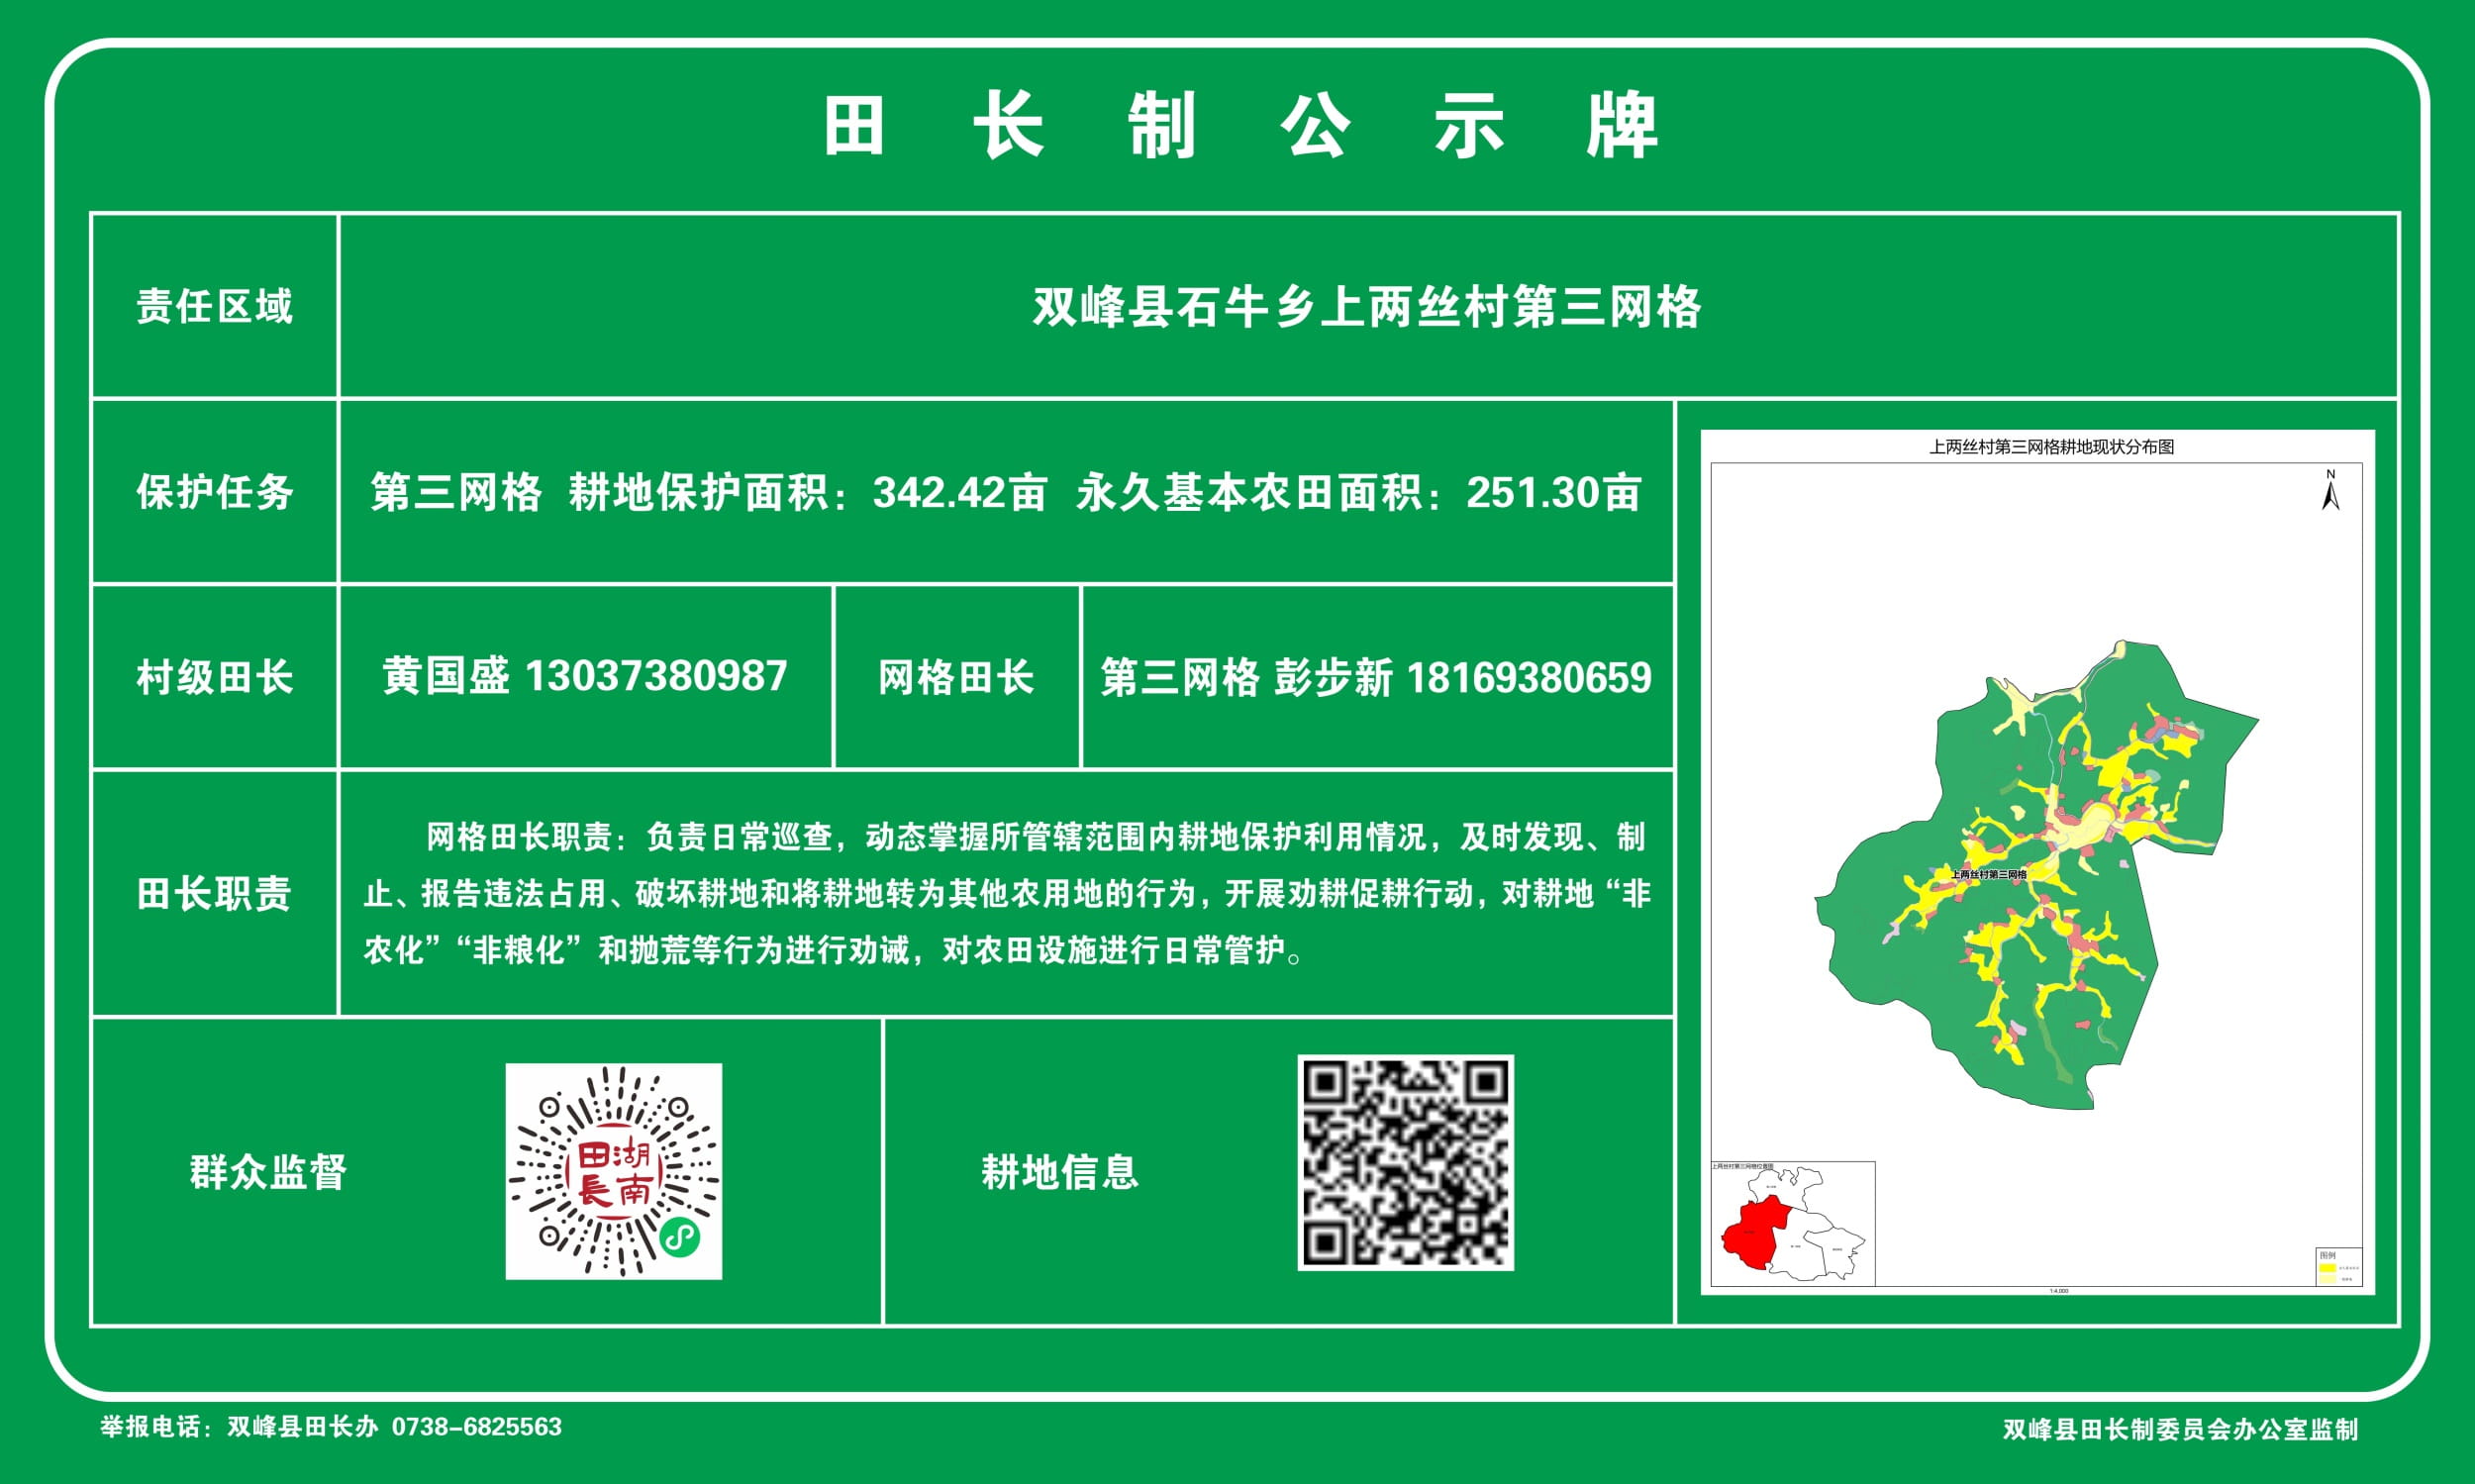 田长制公示牌
责任区域
双峰县石牛乡上两丝村第三网格
保护任务
第三网格 耕地保护面积：342.42亩 永久基本农田面积：251.30亩
村级田长
黄国盛 13037380987
网格田长
第三网格 彭步新 18169380659
田长职责
网格田长职责：负责日常巡查，动态掌握所管辖范围内耕地保护利用情况，及时发现、制
止、报告违法占用、破坏耕地和将耕地转为其他农用地的行为，开展劝耕促耕行动，对耕地“非
农化”“非粮化”和抛荒等行为进行劝诫，对农田设施进行日常管护。
群众监督
湖南
田長
耕地信息
上两丝村第三网格耕地现状分布图
N
上两丝村第三网格
上两丝村第三网格位置图
图例
1:4,000
举报电话：双峰县田长办 0738-6825563
双峰县田长制委员会办公室监制